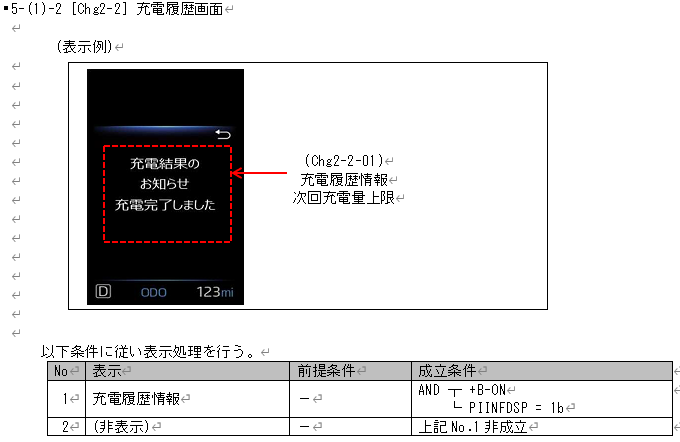 ▪5-(1)-2 [Chg2-2] 充電履歴画面
(表示例)
充電結果の
お知らせ
充電完了しました
D ODO 123mi
(Chg2-2-01)
充電履歴情報
次回充電量上限
以下条件に従い表示処理を行う。
No 表示 前提条件 成立条件
1 充電履歴情報 － AND ┬ +B-ON
└ PIINFDSP = 1b
2 (非表示) － 上記No.1非成立